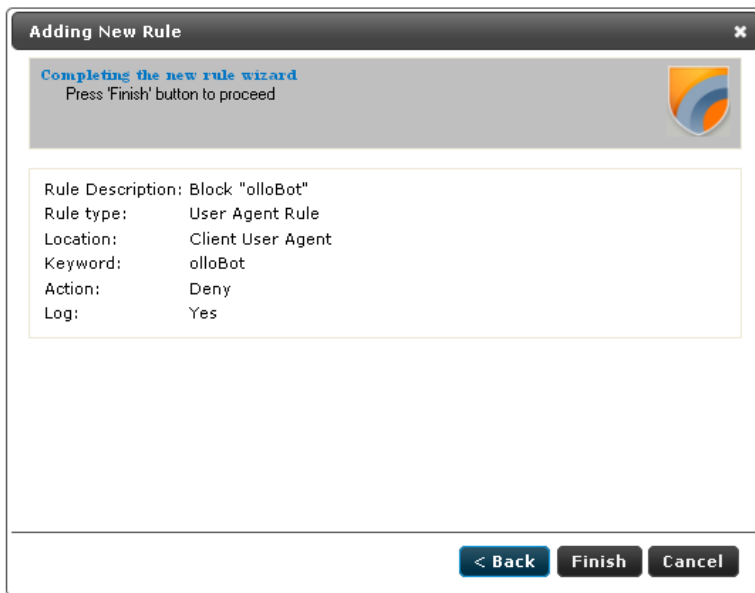 Adding New Rule
Completing the new rule wizard
Press 'Finish' button to proceed
Rule Description: Block "olloBot"
Rule type: User Agent Rule
Location: Client User Agent
Keyword: olloBot
Action: Deny
Log: Yes
< Back Finish Cancel